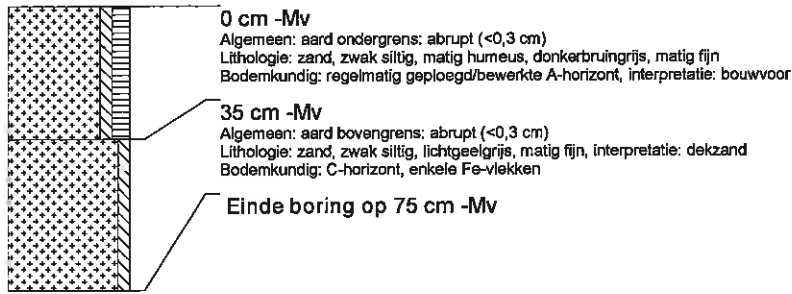 0 cm -Mv
Algemeen: aard ondergrens: abrupt (<0,3 cm)
Lithologie: zand, zwak siltig, matig humeus, donkerbruingrijs, matig fijn
Bodemkundig: regelmatig geploegd/bewerkte A-horizont, interpretatie: bouwvoor
35 cm -Mv
Algemeen: aard bovengrens: abrupt (<0,3 cm)
Lithologie: zand, zwak siltig, lichtgeelgrijs, matig fijn, interpretatie: dekzand
Bodemkundig: C-horizont, enkele Fe-vlekken
Einde boring op 75 cm -Mv